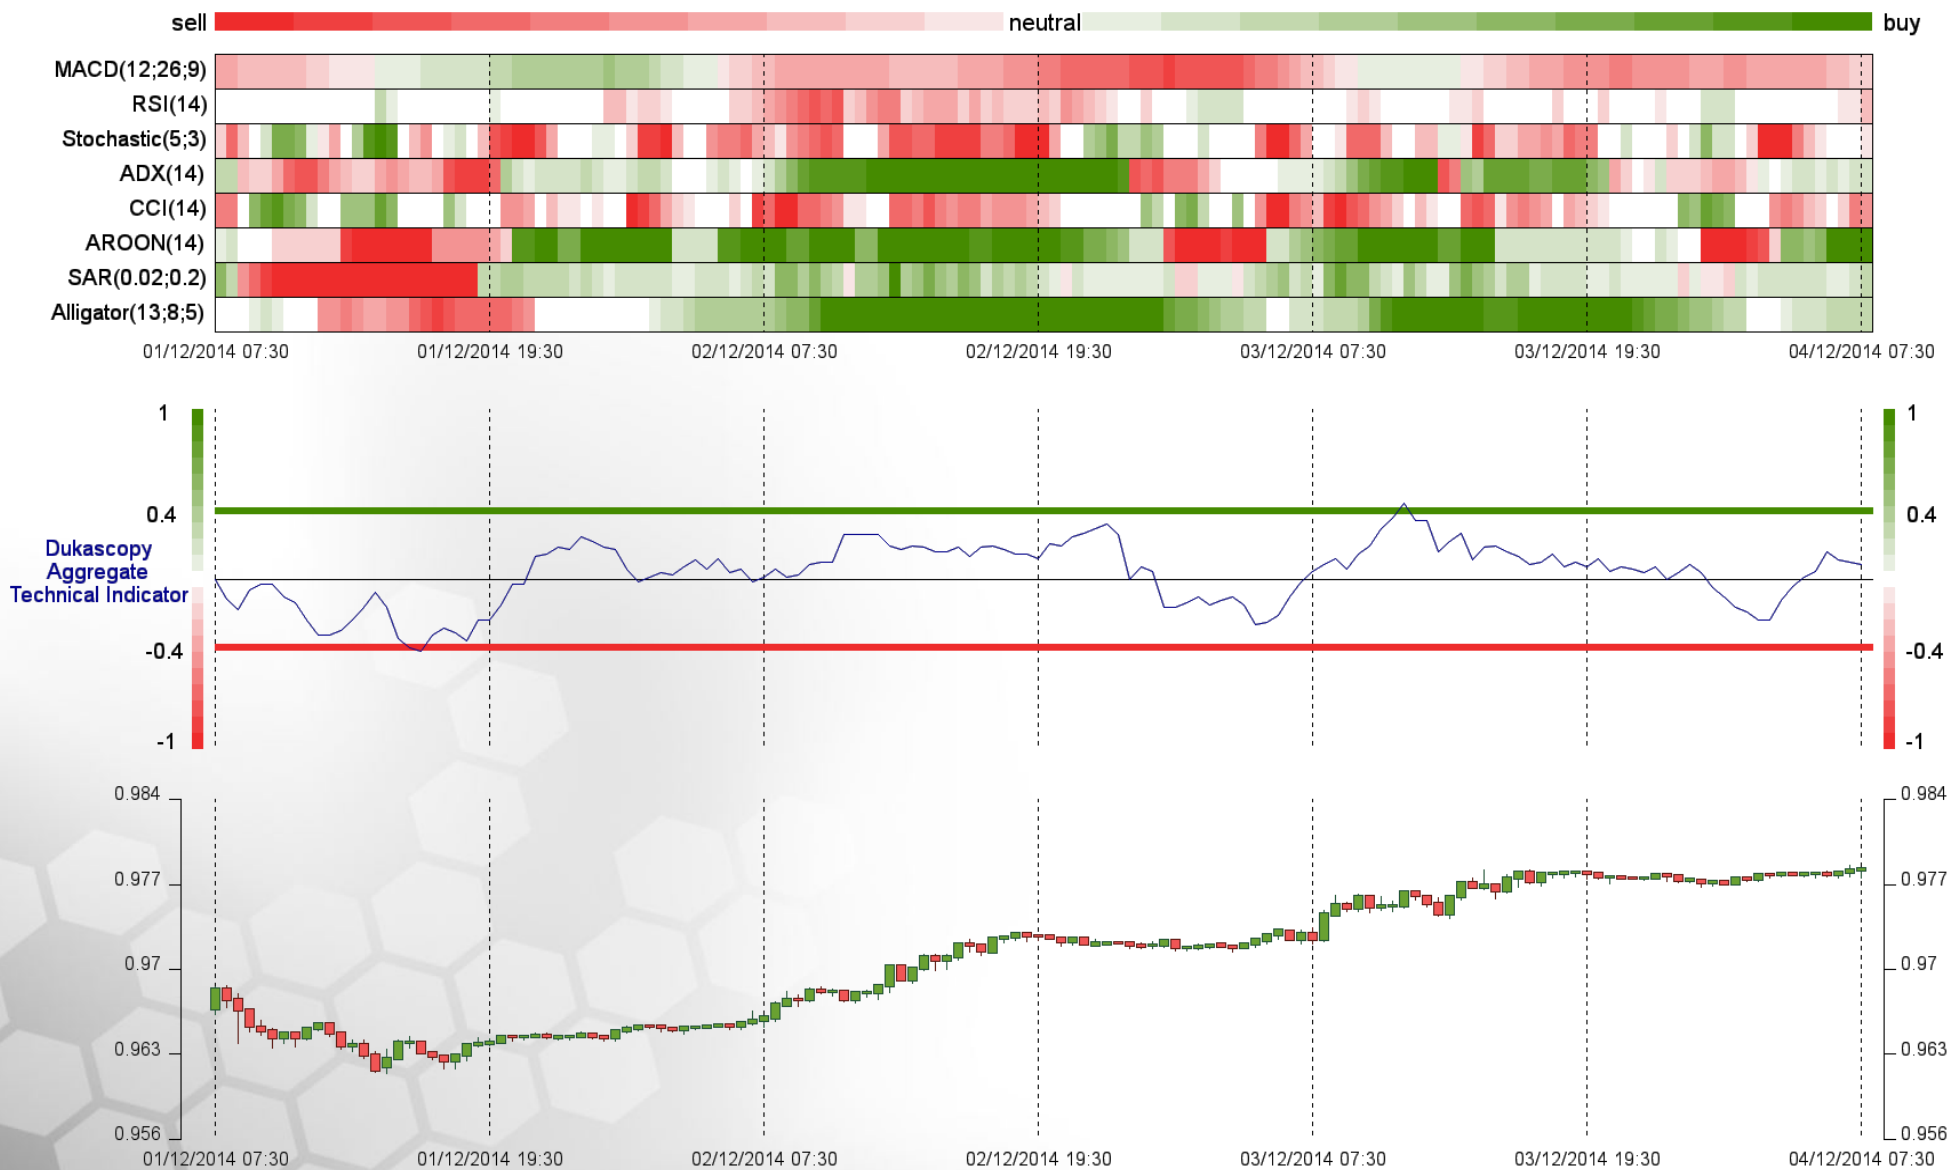 sell neutral buy
MACD(12;26;9)
RSI(14)
Stochastic(5;3)
ADX(14)
CCI(14)
AROON(14)
SAR(0.02;0.2)
Alligator(13;8;5)
01/12/2014 07:30 01/12/2014 19:30 02/12/2014 07:30 02/12/2014 19:30 03/12/2014 07:30 03/12/2014 19:30 04/12/2014 07:30
1 1
0.4 0.4
Dukascopy
Aggregate
Technical Indicator
-0.4 -0.4
-1 -1
0.984 0.984
0.977 0.977
0.97 0.97
0.963 0.963
0.956 0.956
01/12/2014 07:30 01/12/2014 19:30 02/12/2014 07:30 02/12/2014 19:30 03/12/2014 07:30 03/12/2014 19:30 04/12/2014 07:30